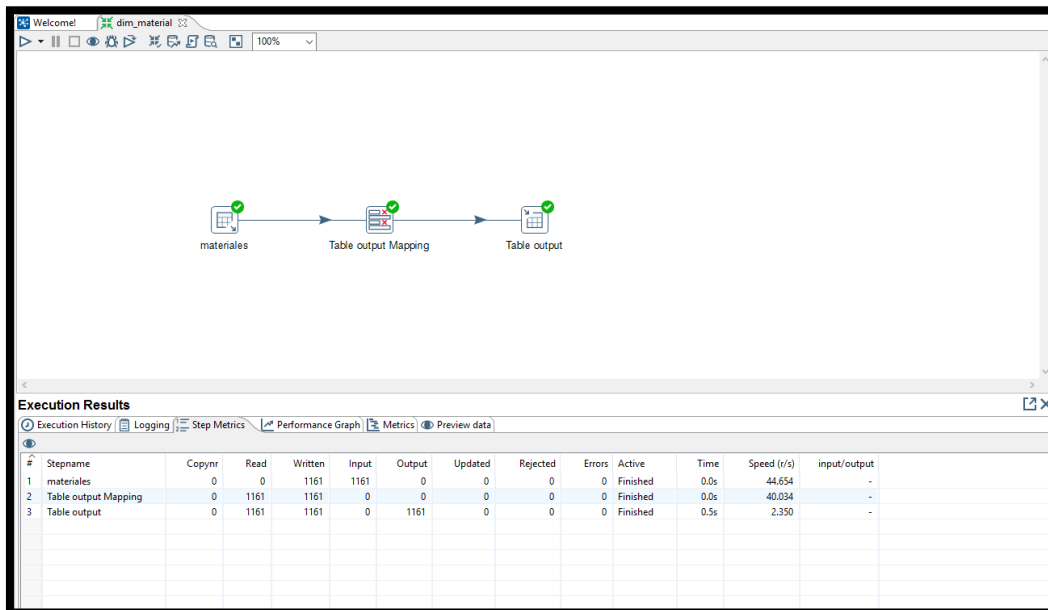 Welcome! dim_material
100%
materiales Table output Mapping Table output
Execution Results
Execution History Logging Step Metrics Performance Graph Metrics Preview data
# Stepname Copynr Read Written Input Output Updated Rejected Errors Active Time Speed (r/s) input/output
1 materiales 0 0 1161 1161 0 0 0 0 Finished 0.0s 44.654 -
2 Table output Mapping 0 1161 1161 0 0 0 0 0 Finished 0.0s 40.034 -
3 Table output 0 1161 1161 0 1161 0 0 0 Finished 0.5s 2.350 -